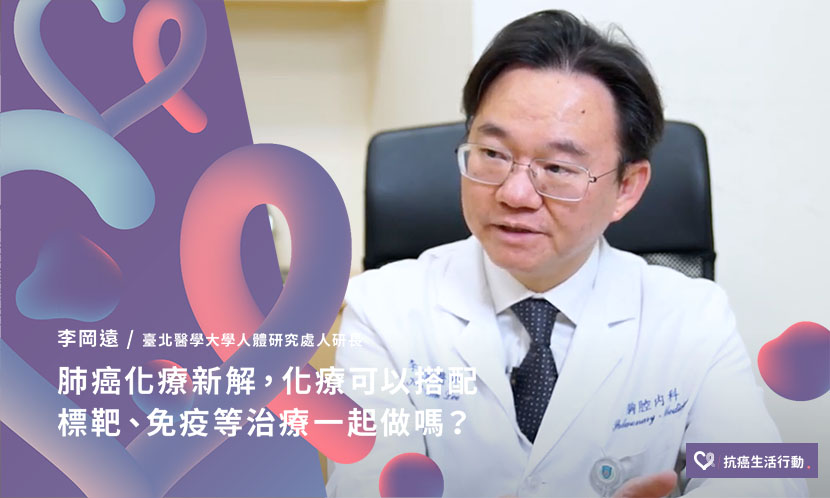 李岡遠 / 臺北醫學大學人體研究處人研長
肺癌化療新解，化療可以搭配
標靶、免疫等治療一起做嗎？
胸腔內科
抗癌生活行動